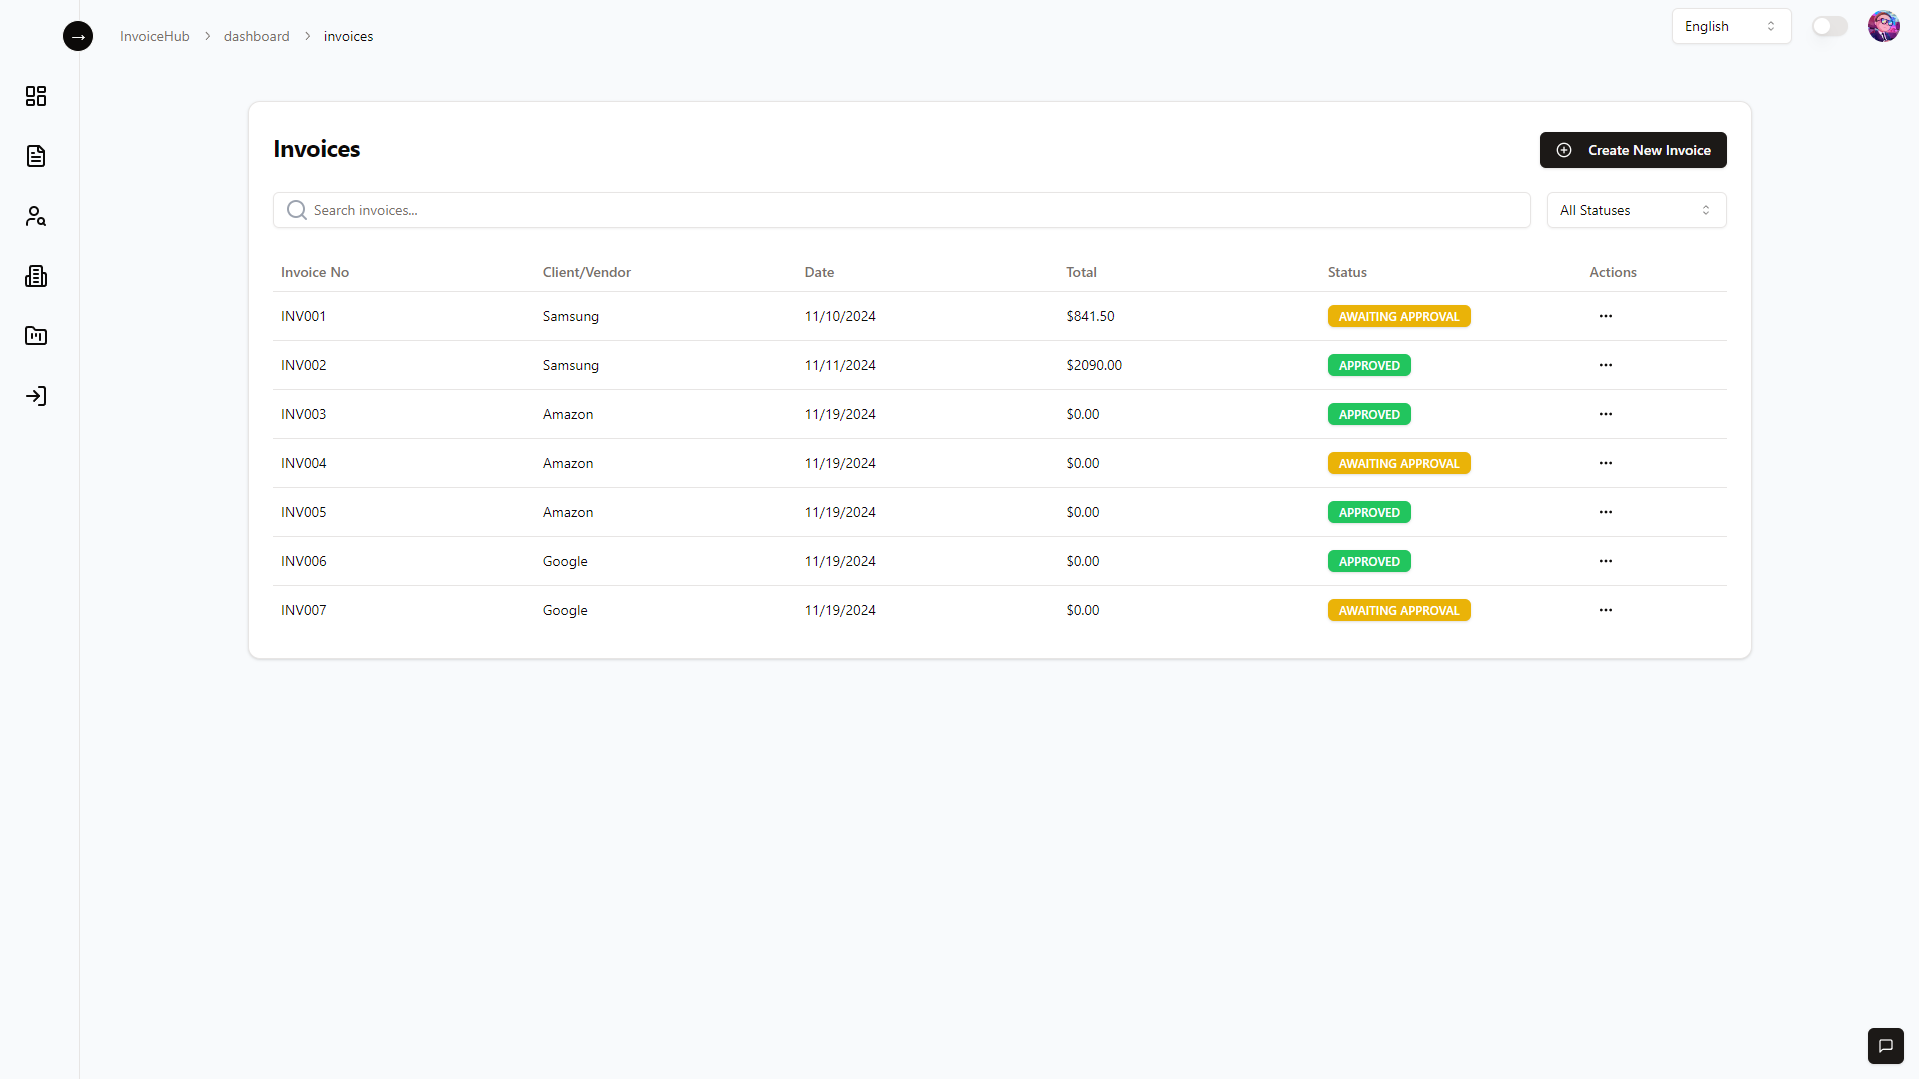 InvoiceHub > dashboard > invoices
English
Invoices
Create New Invoice
Search invoices...
All Statuses
Invoice No Client/Vendor Date Total Status Actions
INV001 Samsung 11/10/2024 $841.50 AWAITING APPROVAL ...
INV002 Samsung 11/11/2024 $2090.00 APPROVED ...
INV003 Amazon 11/19/2024 $0.00 APPROVED ...
INV004 Amazon 11/19/2024 $0.00 AWAITING APPROVAL ...
INV005 Amazon 11/19/2024 $0.00 APPROVED ...
INV006 Google 11/19/2024 $0.00 APPROVED ...
INV007 Google 11/19/2024 $0.00 AWAITING APPROVAL ...